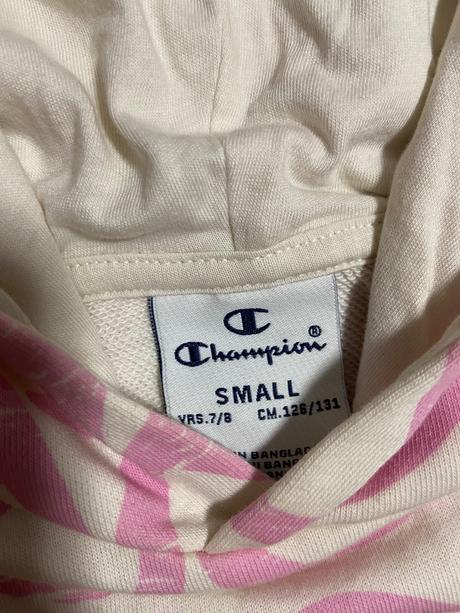 Champion®
SMALL
YRS.7/8 CM.126/131